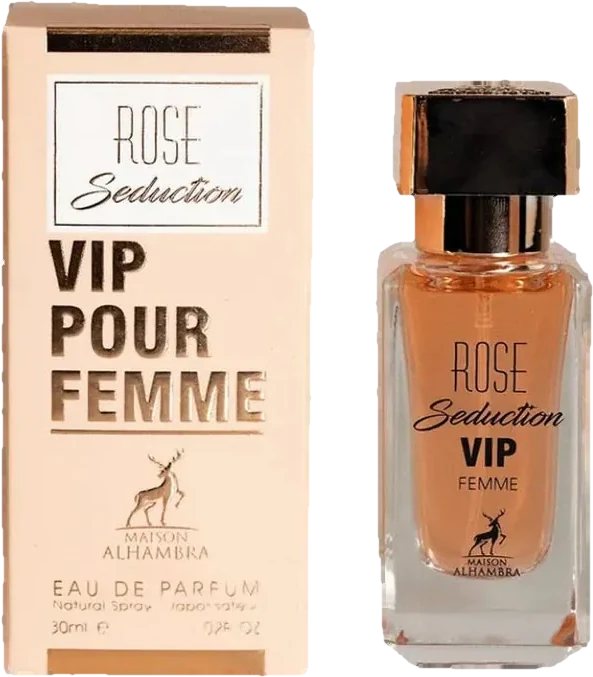 ROSE
Seduction
VIP
POUR
FEMME
MAISON
ALHAMBRA
EAU DE PARFUM
Natural Spray Vaporisateur
30ml e
ROSE
Seduction
VIP
FEMME
MAISON
ALHAMBRA